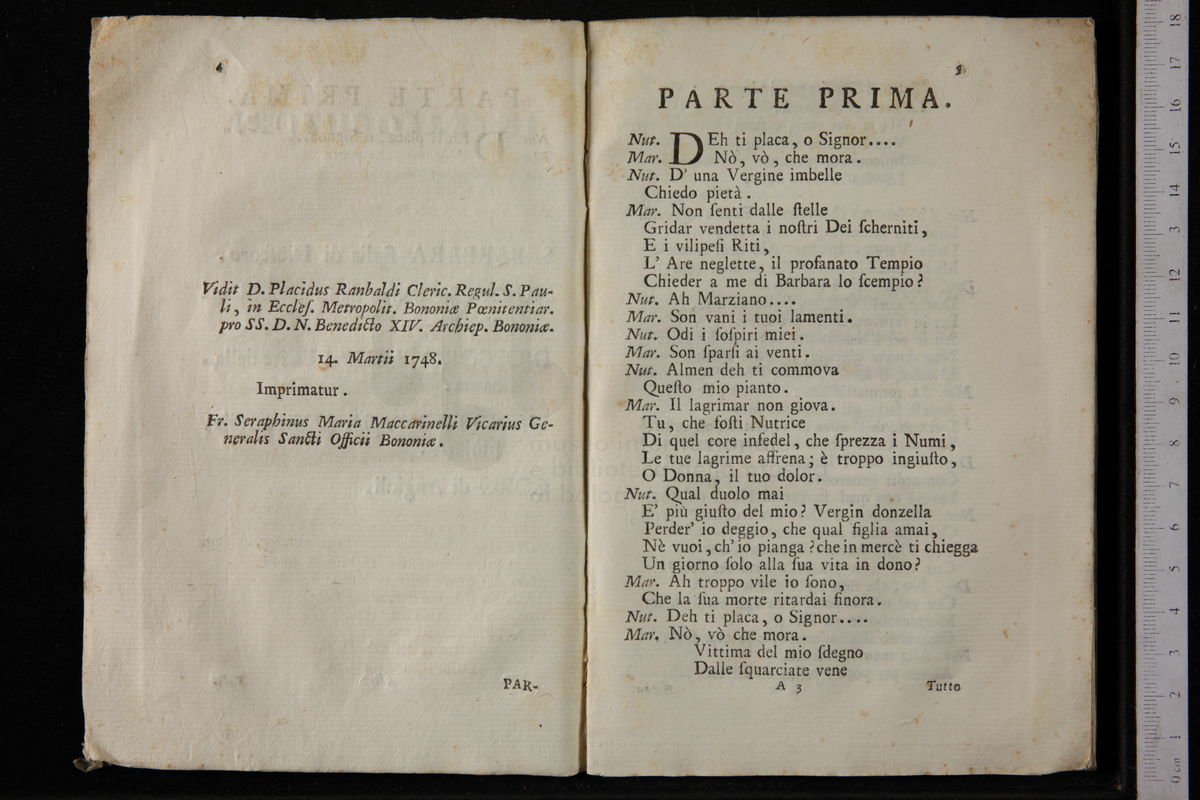 4
Vidit D. Placidus Ranbaldi Cleric. Regul. S. Pau-
li, in Eccleſ. Metropolit. Bononiæ Pœnitentiar.
pro SS. D. N. Benedicto XIV. Archiep. Bononiæ.
14. Martii 1748.
Imprimatur.
Fr. Seraphinus Maria Maccarinelli Vicarius Ge-
neralis Sancti Officii Bononiæ.
PAR-
5
PARTE PRIMA.
Nut. DEh ti placa, o Signor....
Mar. Nò, vò, che mora.
Nut. D' una Vergine imbelle
Chiedo pietà.
Mar. Non ſenti dalle ſtelle
Gridar vendetta i noſtri Dei ſcherniti,
E i vilipeſi Riti,
L' Are neglette, il profanato Tempio
Chieder a me di Barbara lo ſcempio?
Nut. Ah Marziano....
Mar. Son vani i tuoi lamenti.
Nut. Odi i ſoſpiri miei.
Mar. Son ſparſi ai venti.
Nut. Almen deh ti commova
Queſto mio pianto.
Mar. Il lagrimar non giova.
Tu, che foſti Nutrice
Di quel core infedel, che ſprezza i Numi,
Le tue lagrime affrena; è troppo ingiuſto,
O Donna, il tuo dolor.
Nut. Qual duolo mai
E' più giuſto del mio? Vergin donzella
Perder' io deggio, che qual figlia amai,
Nè vuoi, ch' io pianga? che in mercè ti chiegga
Un giorno ſolo alla ſua vita in dono?
Mar. Ah troppo vile io ſono,
Che la ſua morte ritardai finora.
Nut. Deh ti placa, o Signor....
Mar. Nò, vò che mora.
Vittima del mio ſdegno
Dalle ſquarciate vene
A 3
Tutto